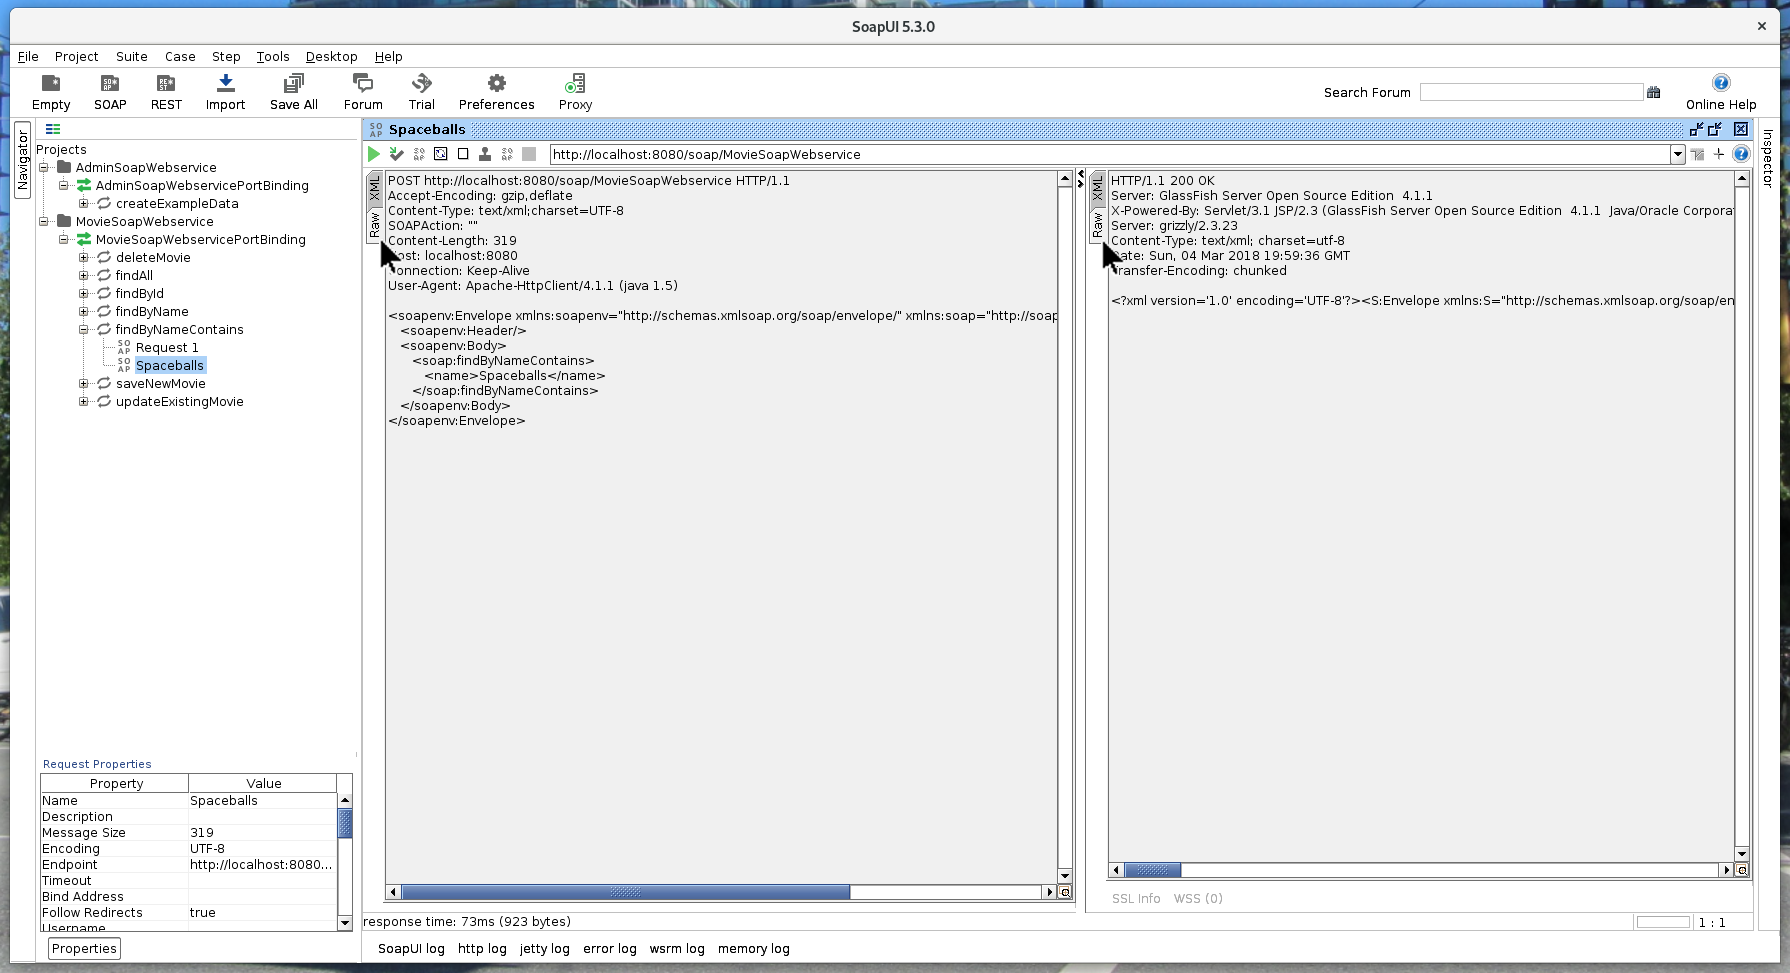 SoapUI 5.3.0
File Project Suite Case Step Tools Desktop Help
Empty SOAP REST Import Save All Forum Trial Preferences Proxy
Search Forum
Online Help
Navigator
Projects
AdminSoapWebservice
AdminSoapWebservicePortBinding
createExampleData
MovieSoapWebservice
MovieSoapWebservicePortBinding
deleteMovie
findAll
findById
findByName
findByNameContains
Request 1
Spaceballs
saveNewMovie
updateExistingMovie
Request Properties
Property Value
Name Spaceballs
Description
Message Size 319
Encoding UTF-8
Endpoint http://localhost:8080...
Timeout
Bind Address
Follow Redirects true
Username
Properties
Spaceballs
http://localhost:8080/soap/MovieSoapWebservice
XML
Raw
POST http://localhost:8080/soap/MovieSoapWebservice HTTP/1.1
Accept-Encoding: gzip,deflate
Content-Type: text/xml;charset=UTF-8
SOAPAction: ""
Content-Length: 319
ost: localhost:8080
onnection: Keep-Alive
User-Agent: Apache-HttpClient/4.1.1 (java 1.5)
<soapenv:Envelope xmlns:soapenv="http://schemas.xmlsoap.org/soap/envelope/" xmlns:soap="http://soap
<soapenv:Header/>
<soapenv:Body>
<soap:findByNameContains>
<name>Spaceballs</name>
</soap:findByNameContains>
</soapenv:Body>
</soapenv:Envelope>
XML
Raw
HTTP/1.1 200 OK
Server: GlassFish Server Open Source Edition  4.1.1
X-Powered-By: Servlet/3.1 JSP/2.3 (GlassFish Server Open Source Edition  4.1.1  Java/Oracle Corporat
Server: grizzly/2.3.23
Content-Type: text/xml; charset=utf-8
ate: Sun, 04 Mar 2018 19:59:36 GMT
ransfer-Encoding: chunked
<?xml version='1.0' encoding='UTF-8'?><S:Envelope xmlns:S="http://schemas.xmlsoap.org/soap/en
SSL Info WSS (0)
response time: 73ms (923 bytes)
1 : 1
SoapUI log http log jetty log error log wsrm log memory log
Inspector